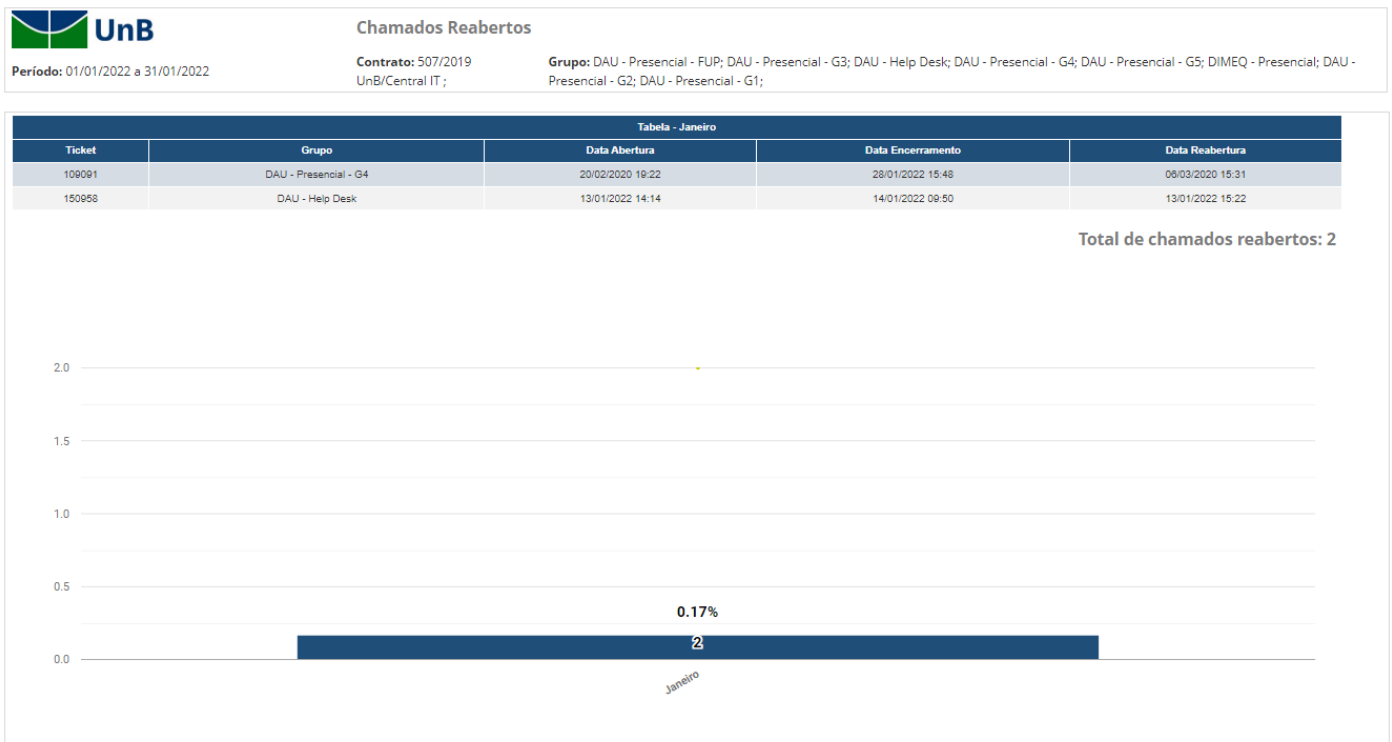 UnB
Chamados Reabertos
Período: 01/01/2022 a 31/01/2022
Contrato: 507/2019
UnB/Central IT ;
Grupo: DAU - Presencial - FUP; DAU - Presencial - G3; DAU - Help Desk; DAU - Presencial - G4; DAU - Presencial - G5; DIMEQ - Presencial; DAU -
Presencial - G2; DAU - Presencial - G1;
Tabela - Janeiro
Ticket Grupo Data Abertura Data Encerramento Data Reabertura
109091 DAU - Presencial - G4 20/02/2020 19:22 28/01/2022 15:48 06/03/2020 15:31
150958 DAU - Help Desk 13/01/2022 14:14 14/01/2022 09:50 13/01/2022 15:22
Total de chamados reabertos: 2
2.0
1.5
1.0
0.5
0.17%
2
0.0
Janeiro